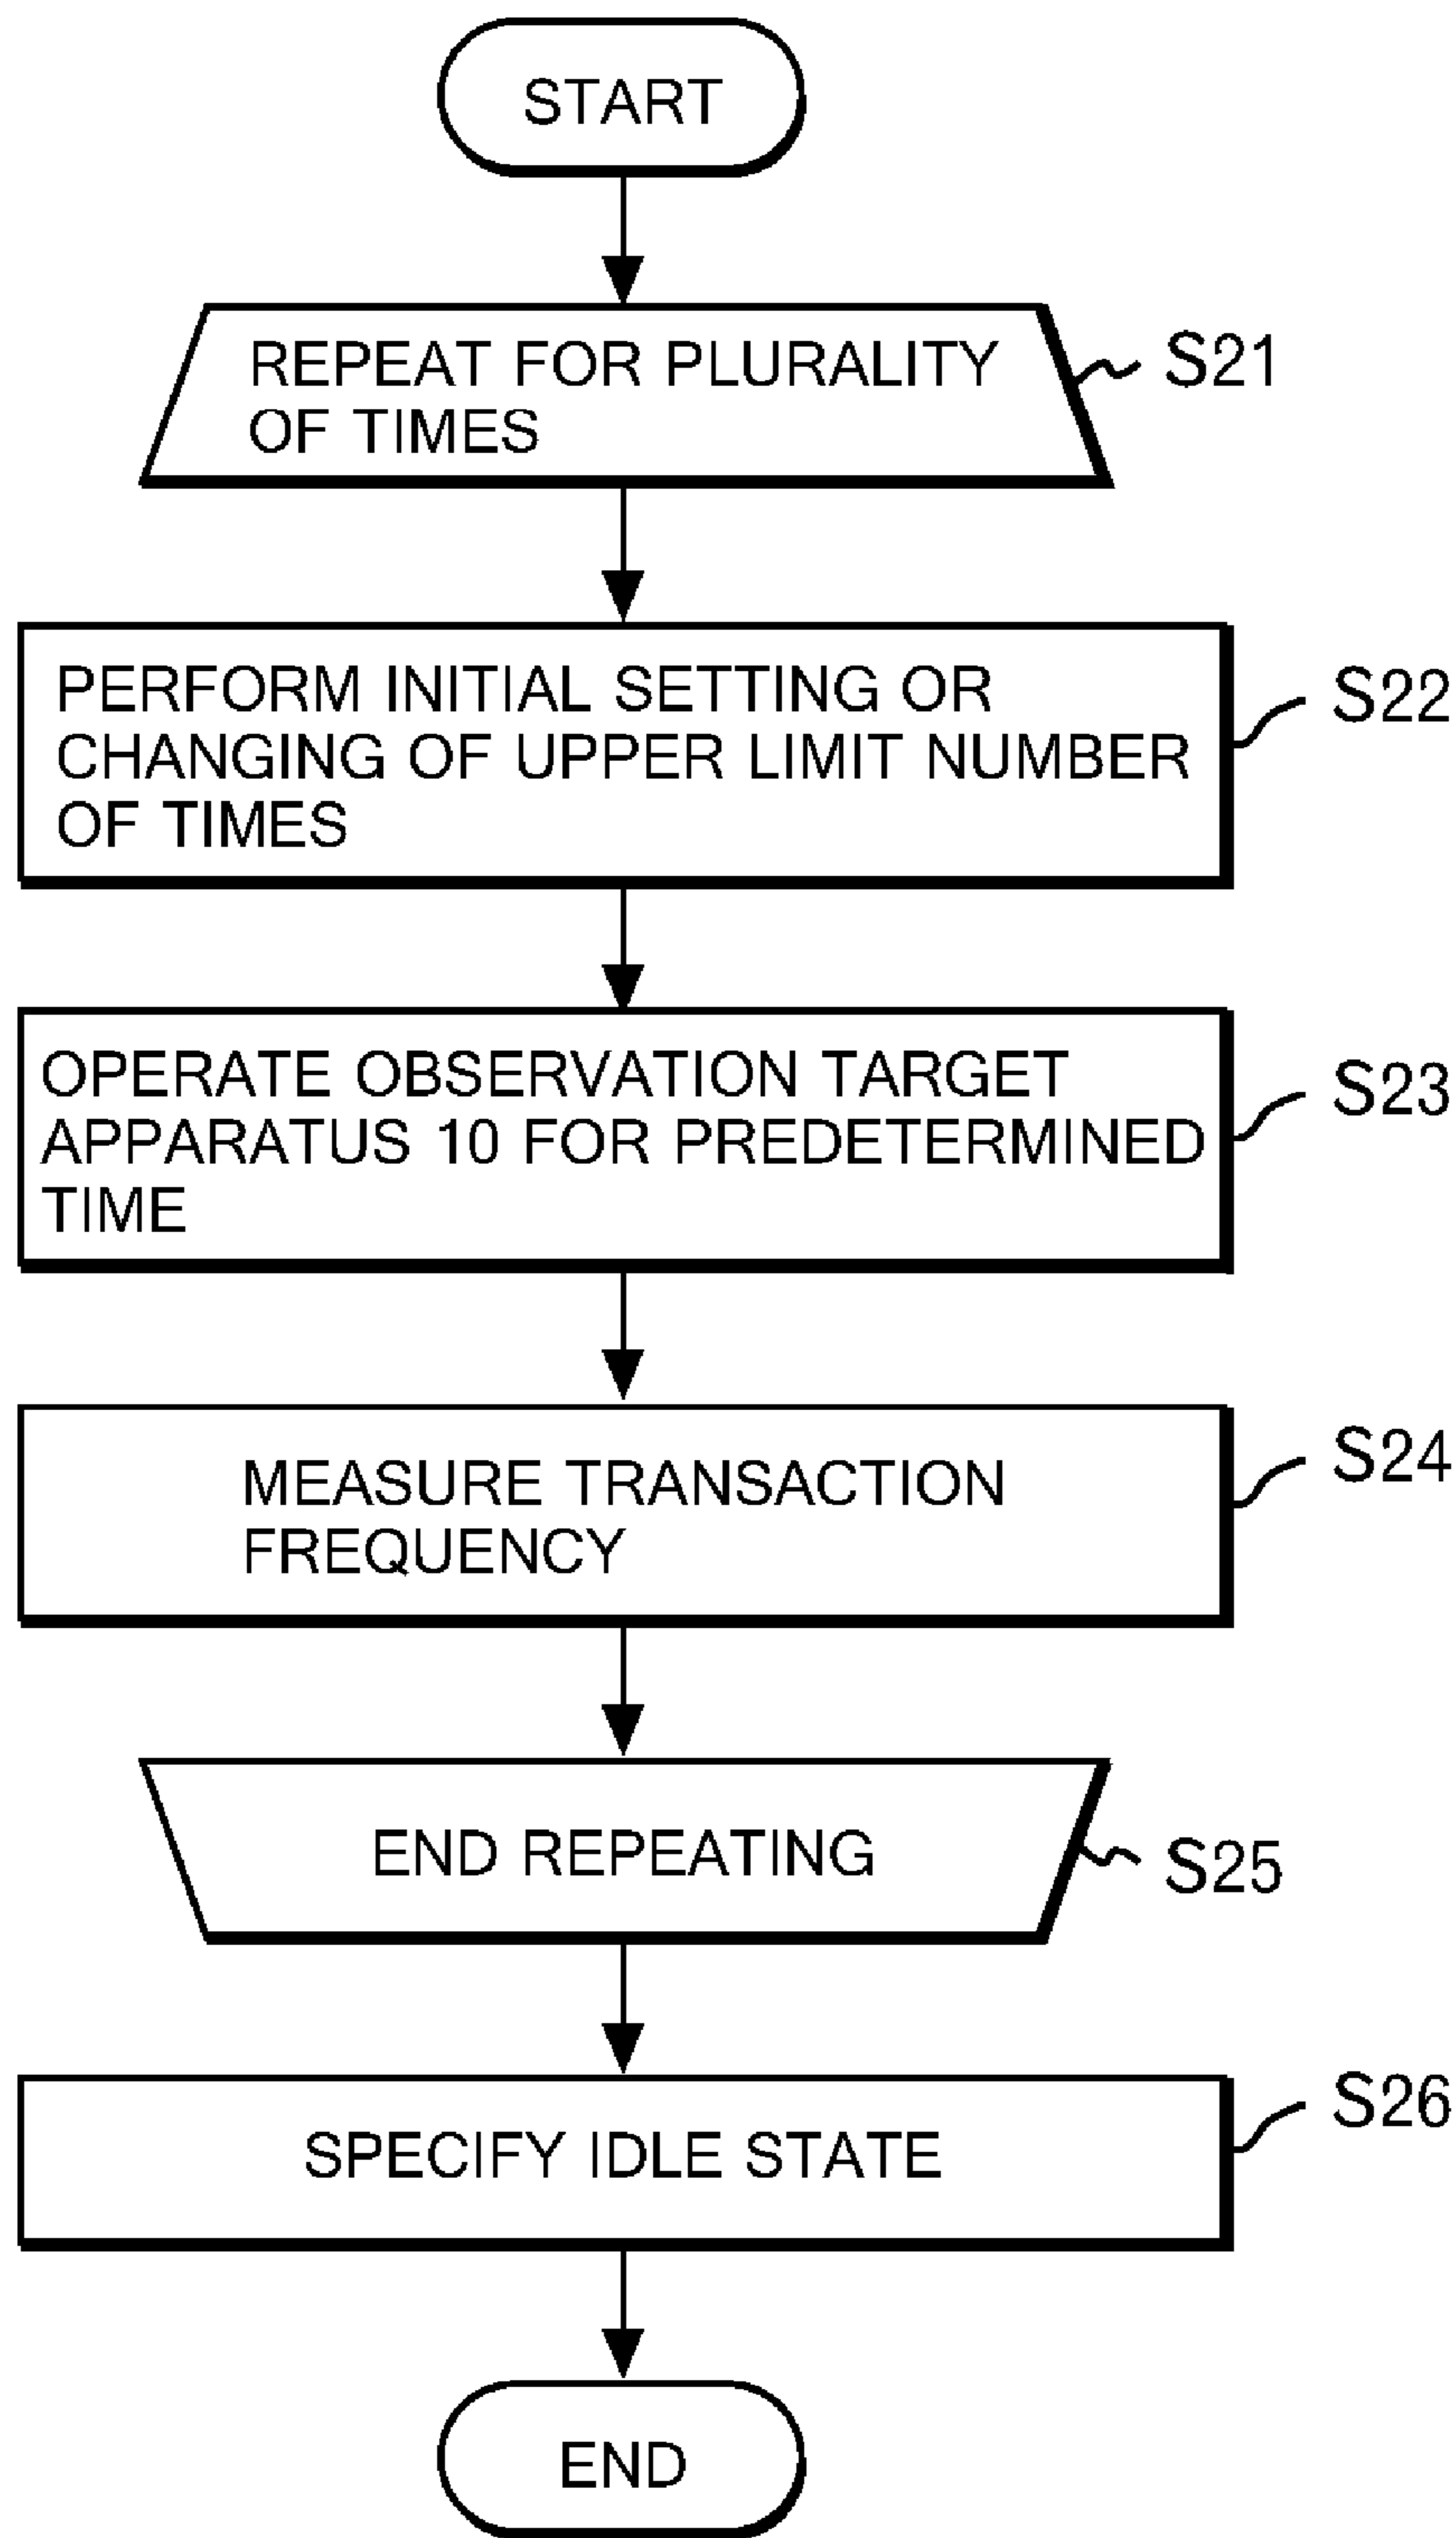 START
REPEAT FOR PLURALITY
OF TIMES
S21
PERFORM INITIAL SETTING OR
CHANGING OF UPPER LIMIT NUMBER
OF TIMES
S22
OPERATE OBSERVATION TARGET
APPARATUS 10 FOR PREDETERMINED
TIME
S23
MEASURE TRANSACTION
FREQUENCY
S24
END REPEATING
S25
SPECIFY IDLE STATE
S26
END